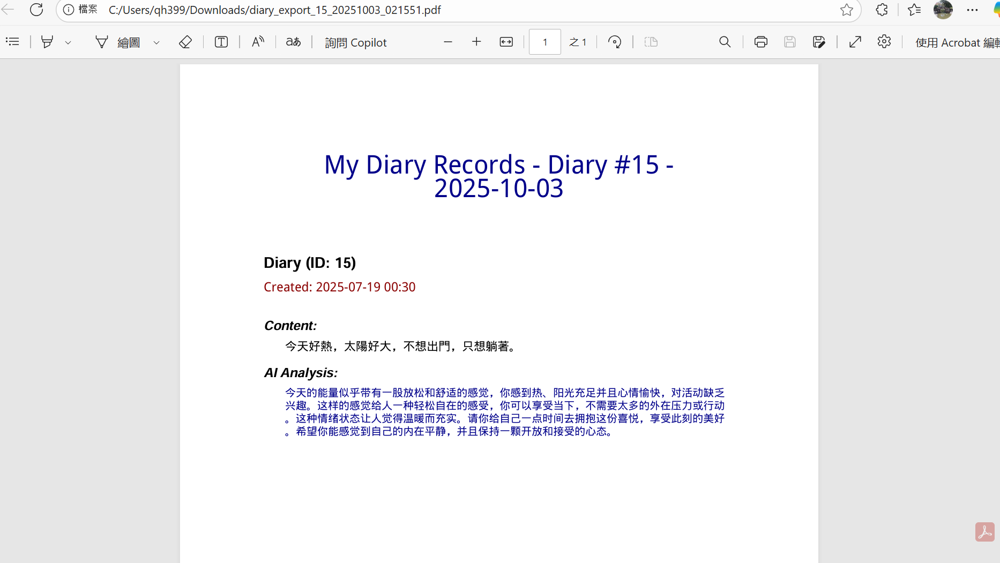 檔案 C:/Users/qh399/Downloads/diary_export_15_20251003_021551.pdf
繪圖 T A aあ 詢問 Copilot 1 之 1 使用 Acrobat 編輯
My Diary Records - Diary #15 -
2025-10-03
Diary (ID: 15)
Created: 2025-07-19 00:30
Content:
今天好熱，太陽好大，不想出門，只想躺著。
AI Analysis:
今天的能量似乎带有一股放松和舒适的感觉，你感到热、阳光充足并且心情愉快，对活动缺乏
兴趣。这样的感觉给人一种轻松自在的感受，你可以享受当下，不需要太多的外在压力或行动
。这种情绪状态让人觉得温暖而充实。请你给自己一点时间去拥抱这份喜悦，享受此刻的美好
。希望你能感觉到自己的内在平静，并且保持一颗开放和接受的心态。